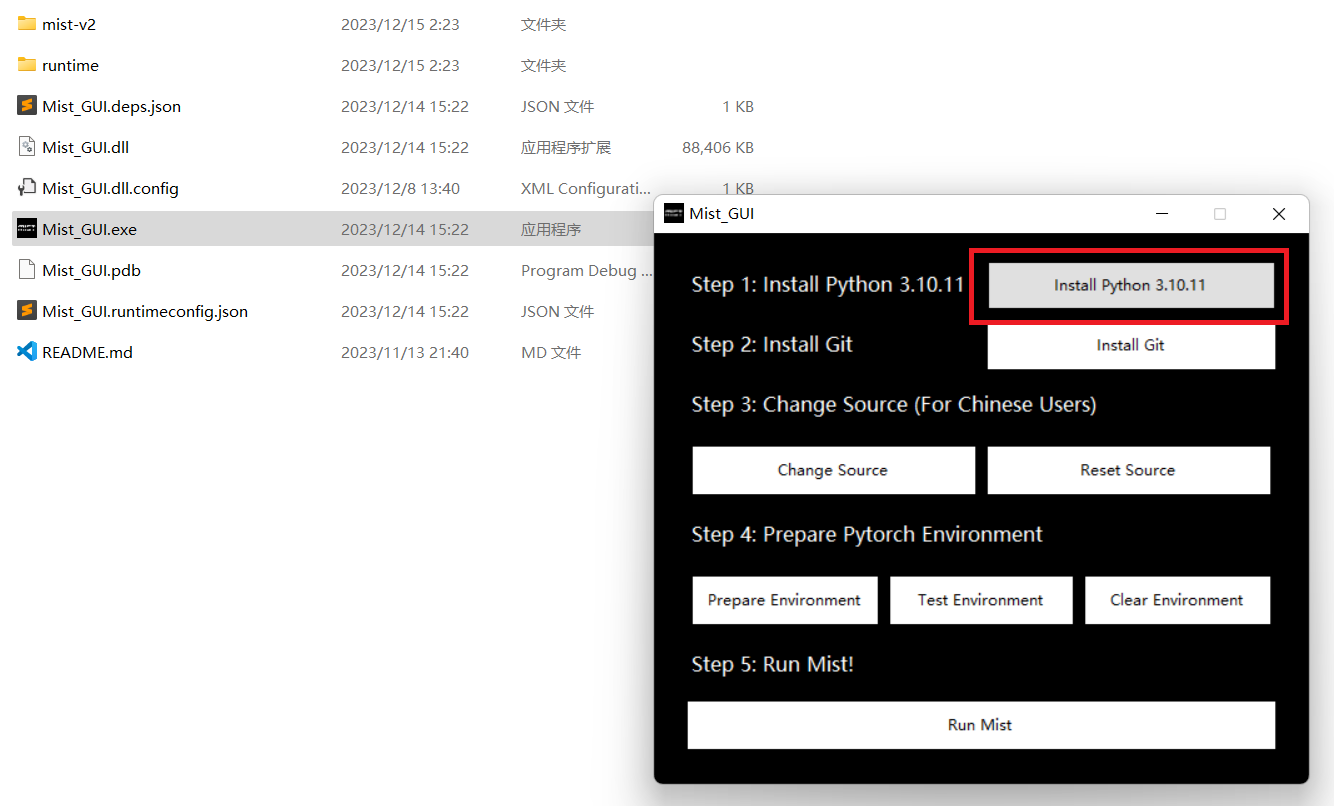 mist-v2 2023/12/15 2:23 文件夹
runtime 2023/12/15 2:23 文件夹
Mist_GUI.deps.json 2023/12/14 15:22 JSON 文件 1 KB
Mist_GUI.dll 2023/12/14 15:22 应用程序扩展 88,406 KB
Mist_GUI.dll.config 2023/12/8 13:40 XML Configurati... 1 KB
Mist_GUI.exe 2023/12/14 15:22 应用程序
Mist_GUI.pdb 2023/12/14 15:22 Program Debug ...
Mist_GUI.runtimeconfig.json 2023/12/14 15:22 JSON 文件
README.md 2023/11/13 21:40 MD 文件
Mist_GUI
Step 1: Install Python 3.10.11 Install Python 3.10.11
Step 2: Install Git Install Git
Step 3: Change Source (For Chinese Users)
Change Source Reset Source
Step 4: Prepare Pytorch Environment
Prepare Environment Test Environment Clear Environment
Step 5: Run Mist!
Run Mist